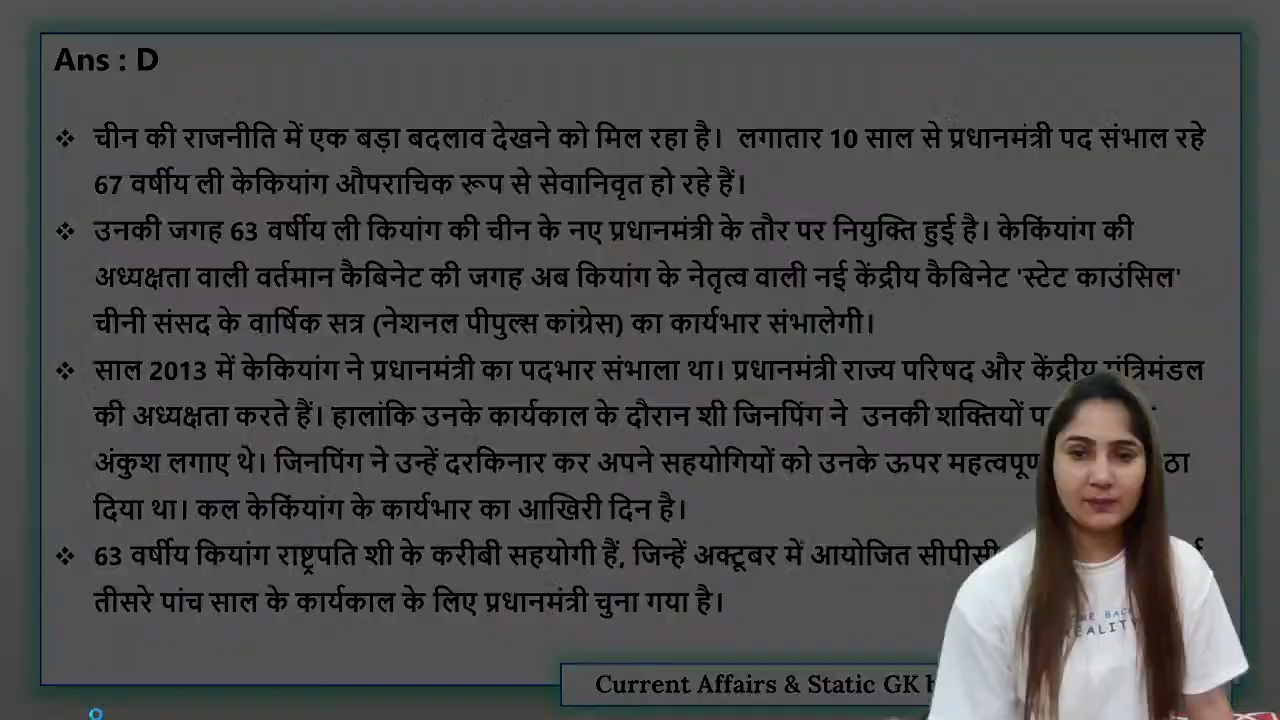 Ans : D
❖ चीन की राजनीति में एक बड़ा बदलाव देखने को मिल रहा है। लगातार 10 साल से प्रधानमंत्री पद संभाल रहे
67 वर्षीय ली केकियांग औपराचिक रूप से सेवानिवृत हो रहे हैं।
❖ उनकी जगह 63 वर्षीय ली कियांग की चीन के नए प्रधानमंत्री के तौर पर नियुक्ति हुई है। केकिंयांग की
अध्यक्षता वाली वर्तमान कैबिनेट की जगह अब कियांग के नेतृत्व वाली नई केंद्रीय कैबिनेट 'स्टेट काउंसिल'
चीनी संसद के वार्षिक सत्र (नेशनल पीपुल्स कांग्रेस) का कार्यभार संभालेगी।
❖ साल 2013 में केकियांग ने प्रधानमंत्री का पदभार संभाला था। प्रधानमंत्री राज्य परिषद और केंद्रीय मंत्रिमंडल
की अध्यक्षता करते हैं। हालांकि उनके कार्यकाल के दौरान शी जिनपिंग ने उनकी शक्तियों
अंकुश लगाए थे। जिनपिंग ने उन्हें दरकिनार कर अपने सहयोगियों को उनके ऊपर
दिया था। कल केकिंयांग के कार्यभार का आखिरी दिन है।
❖ 63 वर्षीय कियांग राष्ट्रपति शी के करीबी सहयोगी हैं, जिन्हें अक्टूबर में आयोजित सीपीसी
तीसरे पांच साल के कार्यकाल के लिए प्रधानमंत्री चुना गया है।
Current Affairs & Static GK
REALITY